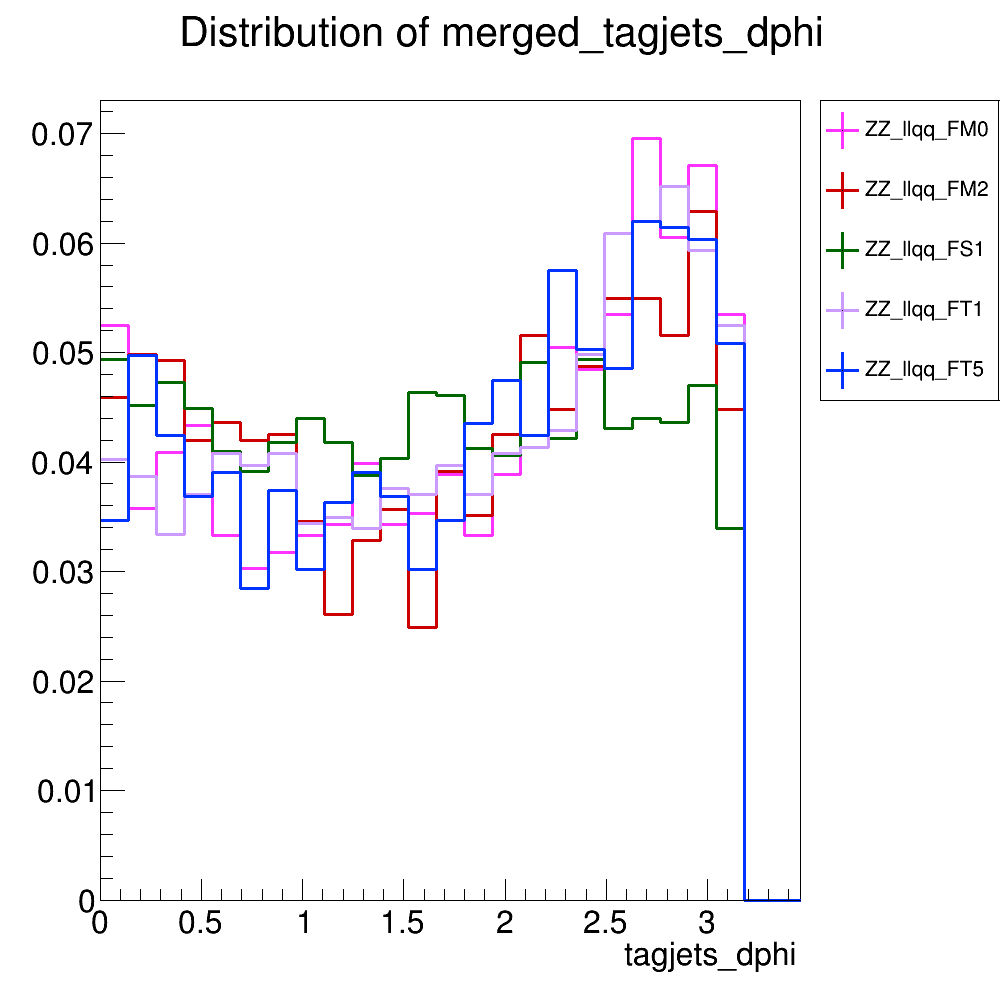 Distribution of merged_tagjets_dphi
0.07
0.06
0.05
0.04
0.03
0.02
0.01
0
0 0.5 1 1.5 2 2.5 3
tagjets_dphi
ZZ_llqq_FM0
ZZ_llqq_FM2
ZZ_llqq_FS1
ZZ_llqq_FT1
ZZ_llqq_FT5